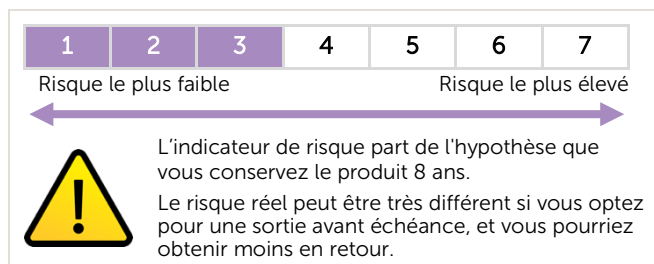 1 2 3 4 5 6 7
Risque le plus faible Risque le plus élevé
L’indicateur de risque part de l'hypothèse que
vous conservez le produit 8 ans.
Le risque réel peut être très différent si vous optez
pour une sortie avant échéance, et vous pourriez
obtenir moins en retour.